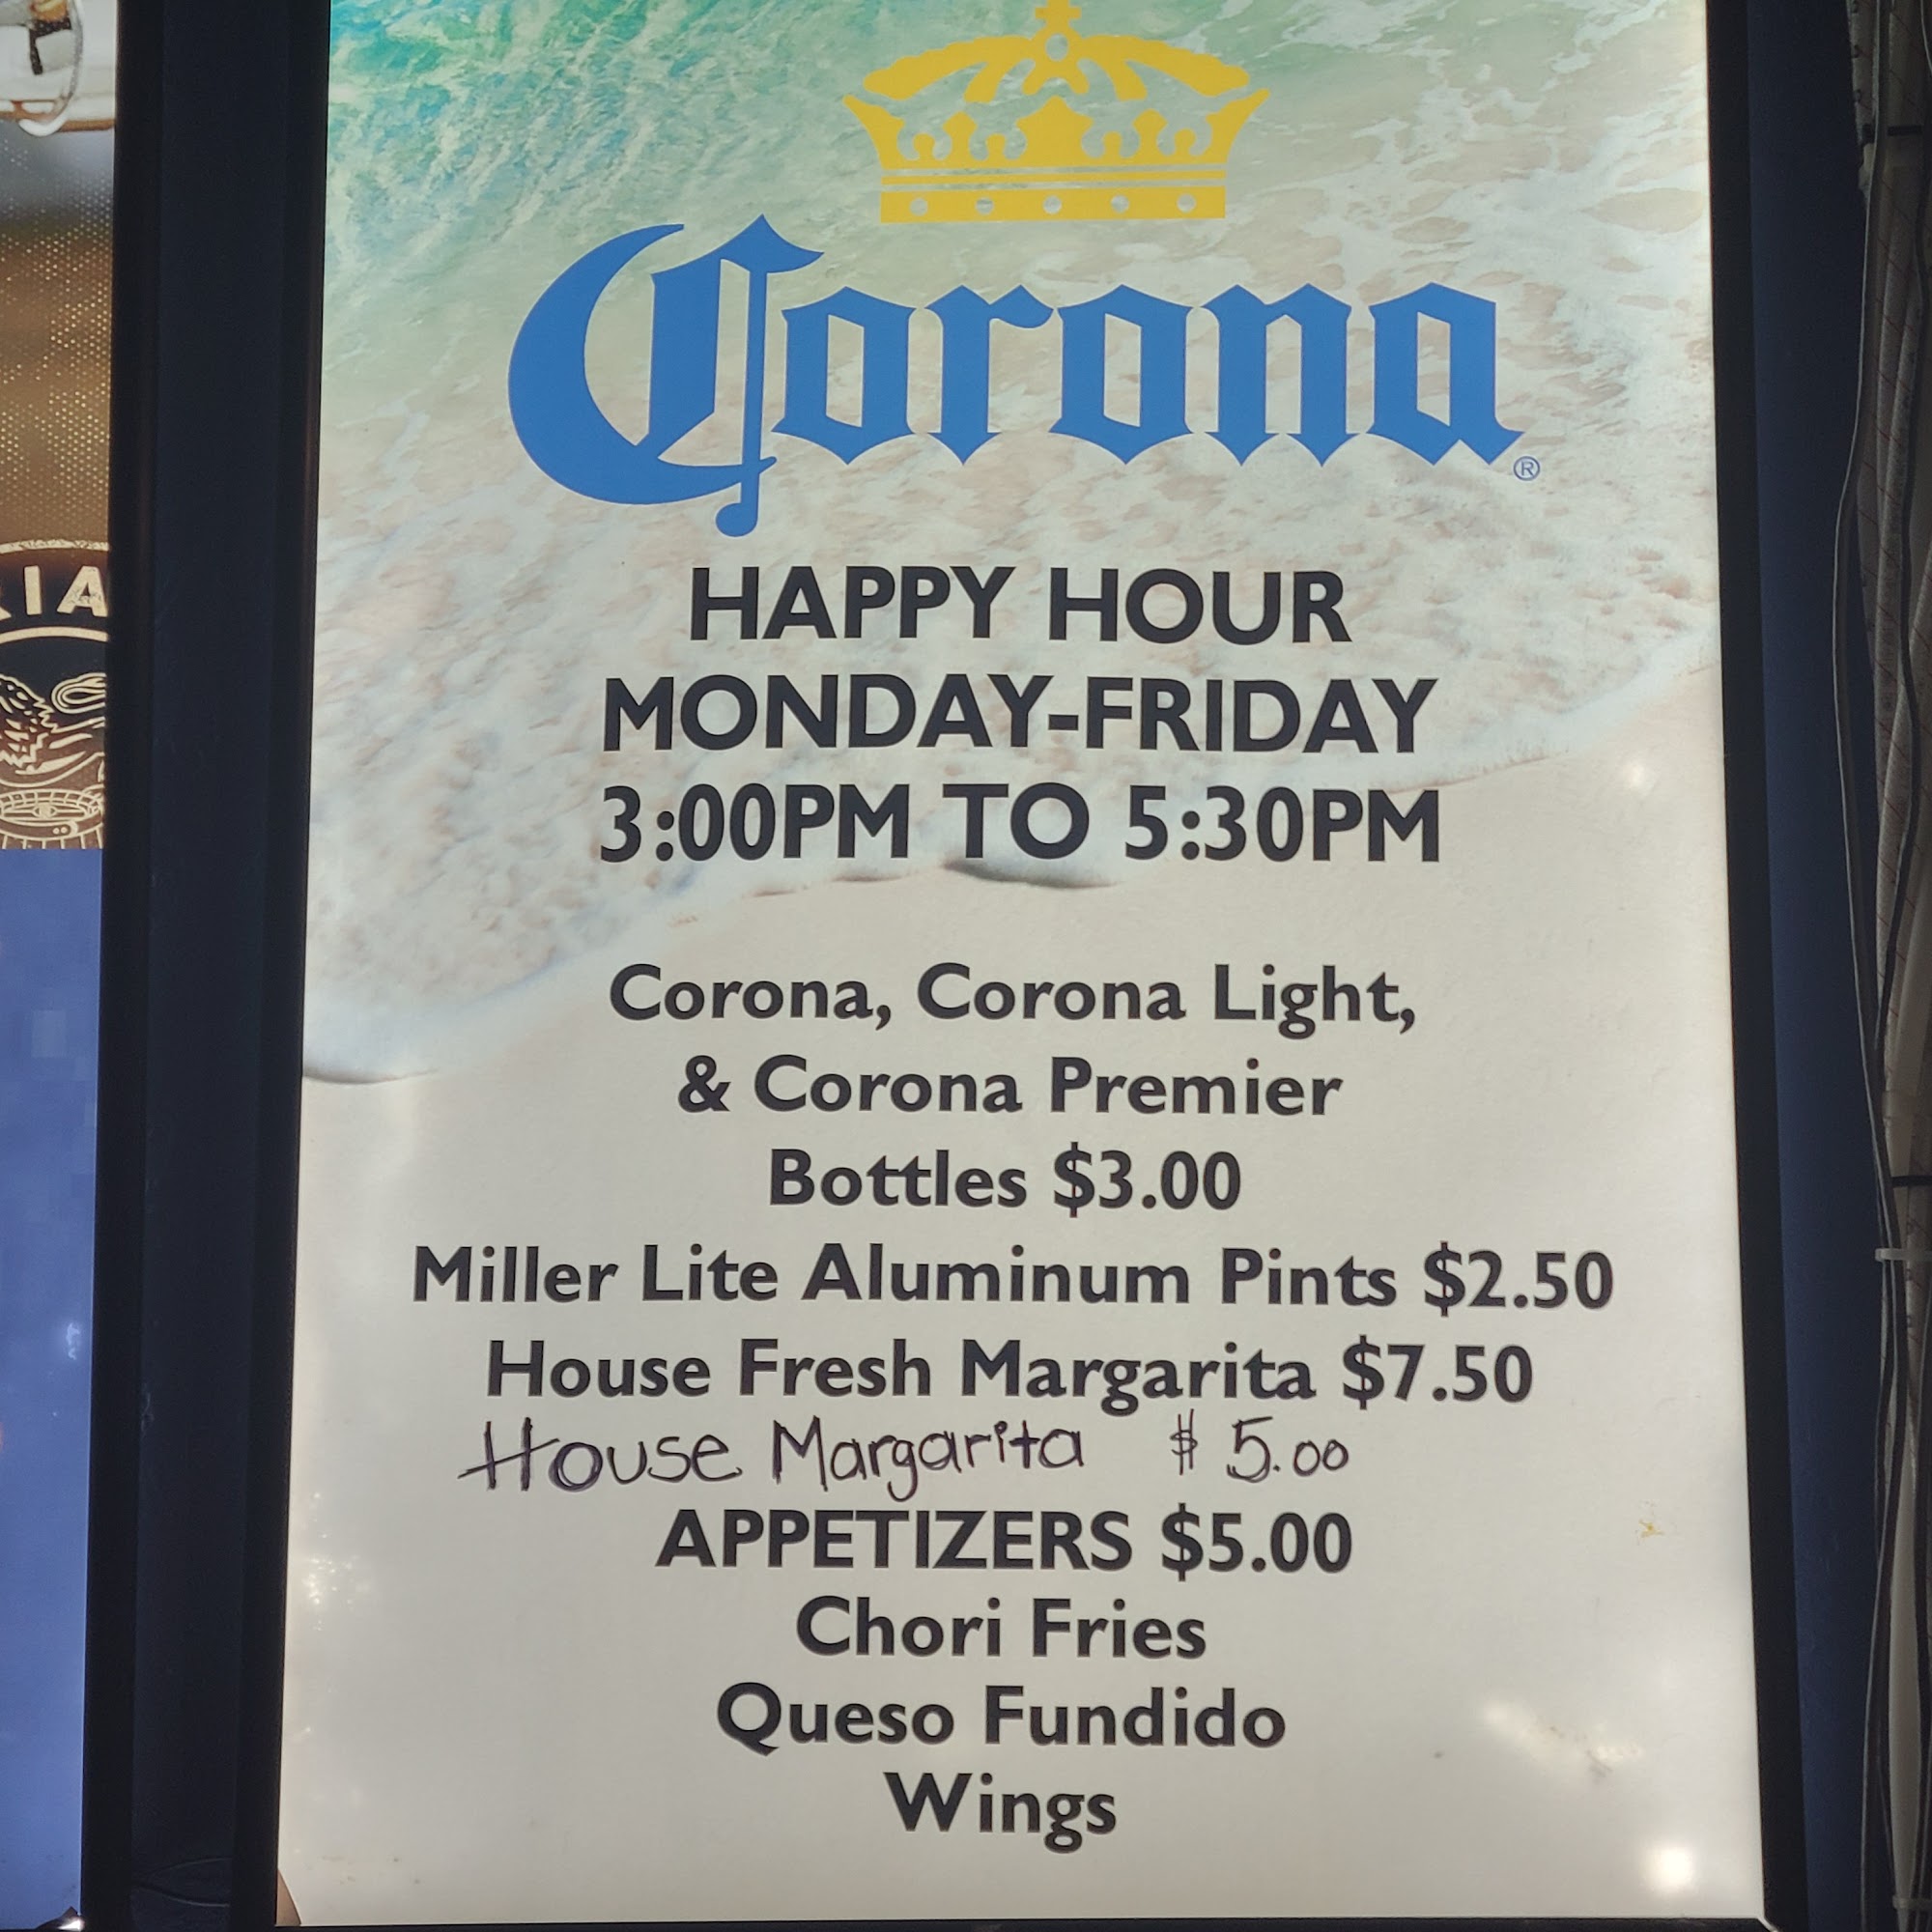 Corona®
HAPPY HOUR
MONDAY-FRIDAY
3:00PM TO 5:30PM
Corona, Corona Light,
& Corona Premier
Bottles $3.00
Miller Lite Aluminum Pints $2.50
House Fresh Margarita $7.50
House Margarita $5.00
APPETIZERS $5.00
Chori Fries
Queso Fundido
Wings